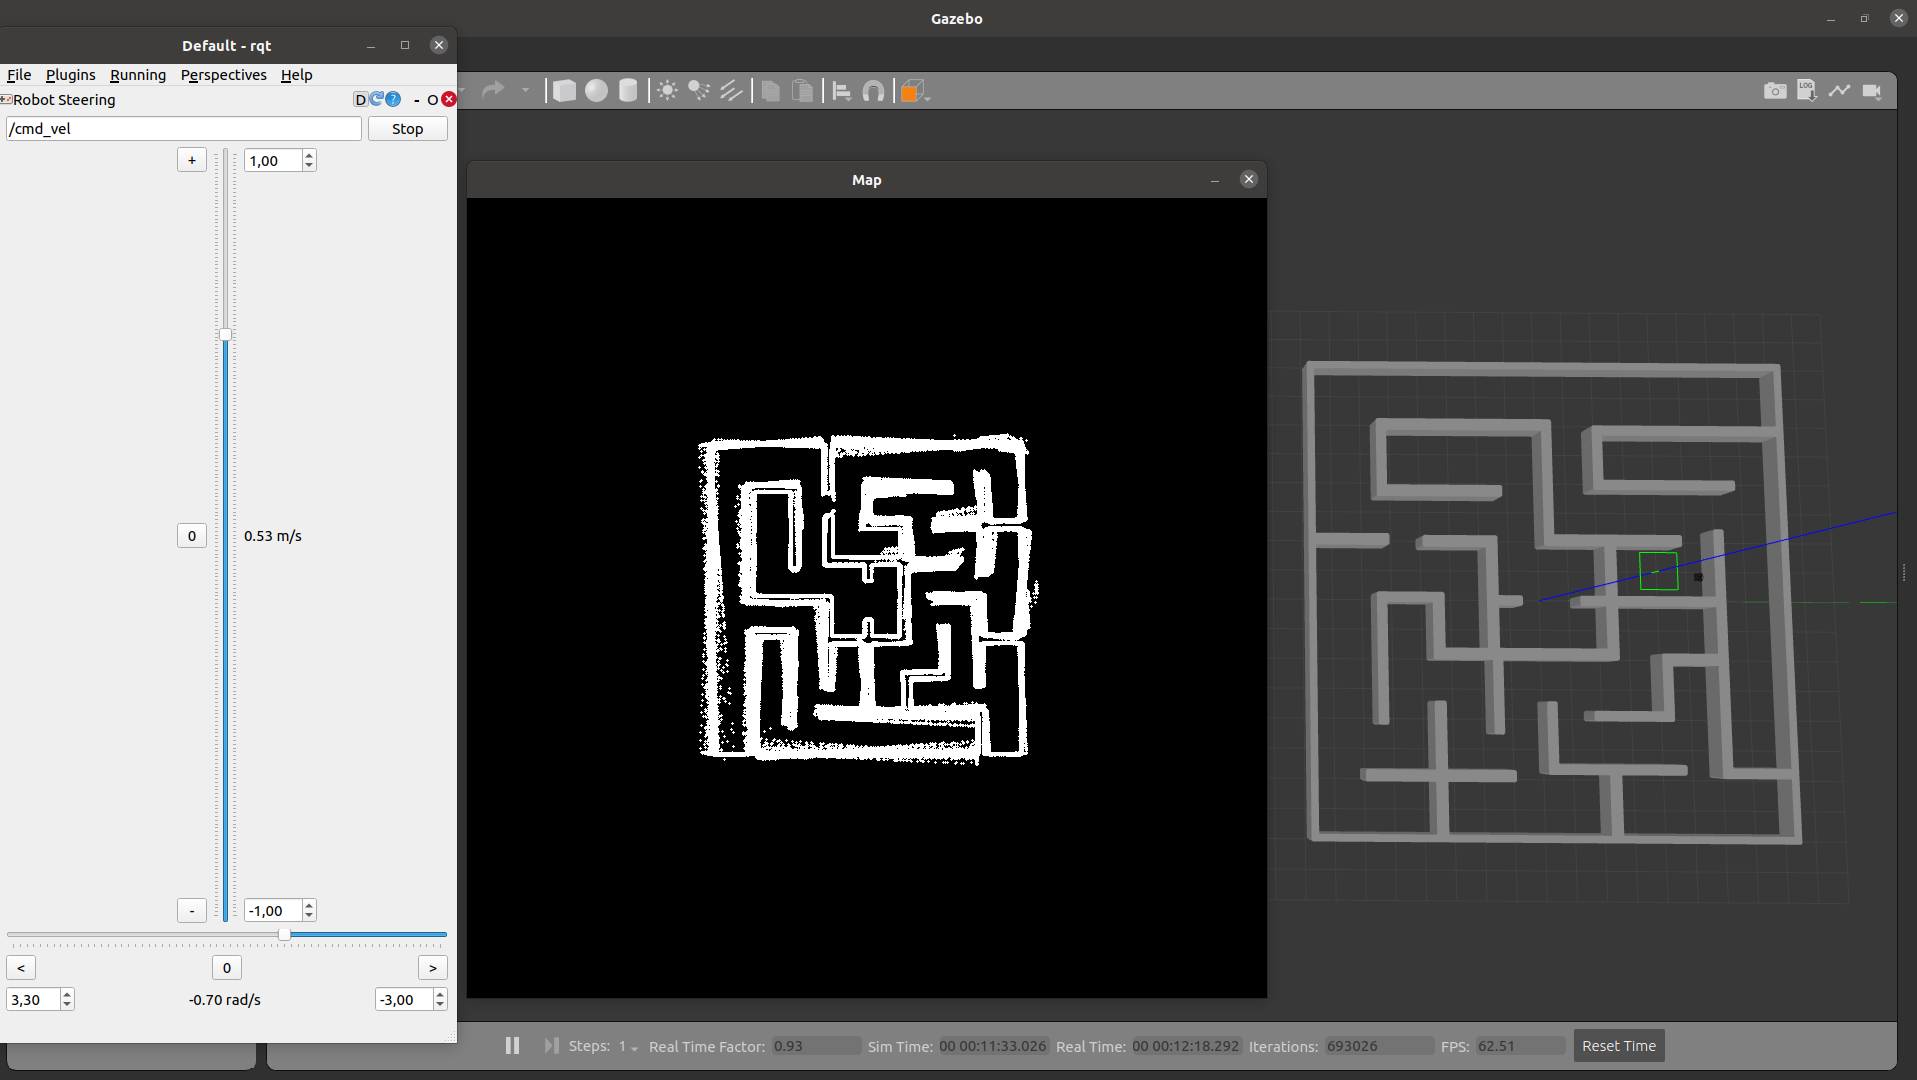 Gazebo
Default - rqt
File Plugins Running Perspectives Help
Robot Steering D ? - O
/cmd_vel Stop
+ 1,00
0 0.53 m/s
- -1,00
< 0 >
3,30 -0.70 rad/s -3,00
Map
LOG
Steps: 1 Real Time Factor: 0.93 Sim Time: 00 00:11:33.026 Real Time: 00 00:12:18.292 Iterations: 693026 FPS: 62.51 Reset Time